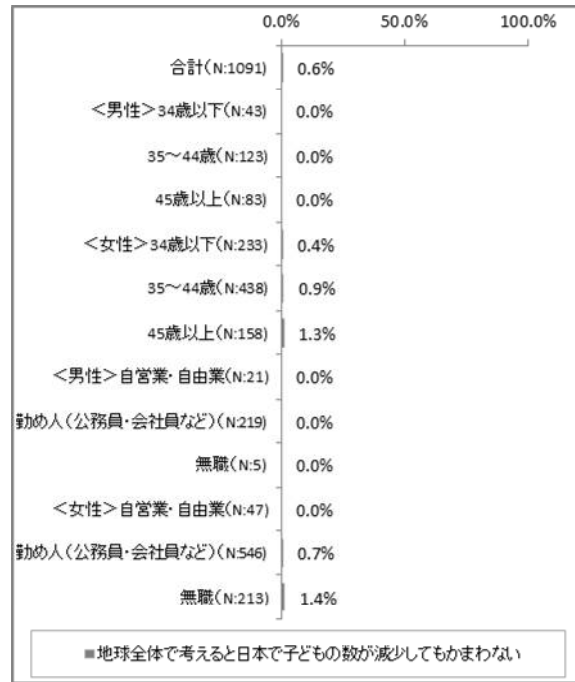 0.0% 50.0% 100.0%
合計(N:1091) 0.6%
＜男性＞34歳以下(N:43) 0.0%
35～44歳(N:123) 0.0%
45歳以上(N:83) 0.0%
＜女性＞34歳以下(N:233) 0.4%
35～44歳(N:438) 0.9%
45歳以上(N:158) 1.3%
＜男性＞自営業・自由業(N:21) 0.0%
勤め人(公務員・会社員など)(N:219) 0.0%
無職(N:5) 0.0%
＜女性＞自営業・自由業(N:47) 0.0%
勤め人(公務員・会社員など)(N:546) 0.7%
無職(N:213) 1.4%
■地球全体で考えると日本で子どもの数が減少してもかまわない